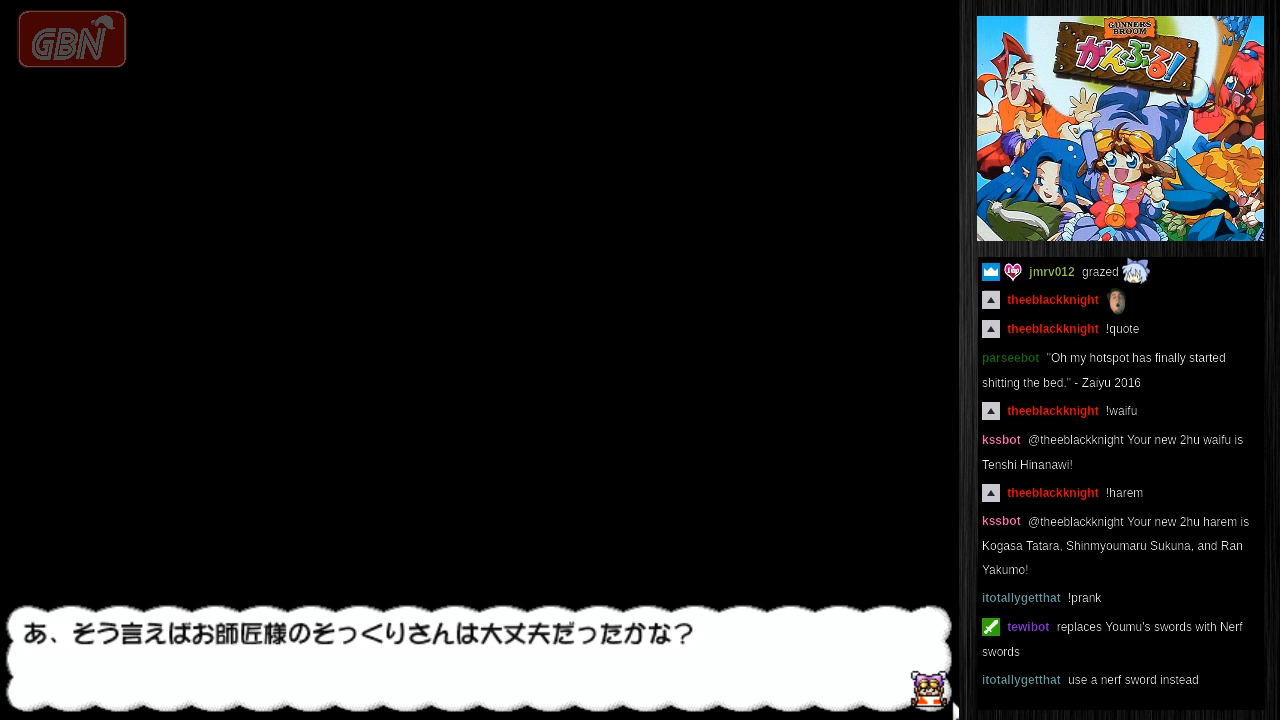 GBN
GUNNERS
BROOM
がんぶる!
jmrv012 grazed
theeblackknight
theeblackknight !quote
parseebot "Oh my hotspot has finally started
shitting the bed." - Zaiyu 2016
theeblackknight !waifu
kssbot @theeblackknight Your new 2hu waifu is
Tenshi Hinanawi!
theeblackknight !harem
kssbot @theeblackknight Your new 2hu harem is
Kogasa Tatara, Shinmyoumaru Sukuna, and Ran
Yakumo!
itotallygetthat !prank
tewibot replaces Youmu's swords with Nerf
swords
itotallygetthat use a nerf sword instead
あ、そう言えばお師匠様のそっくりさんは大丈夫だったかな？